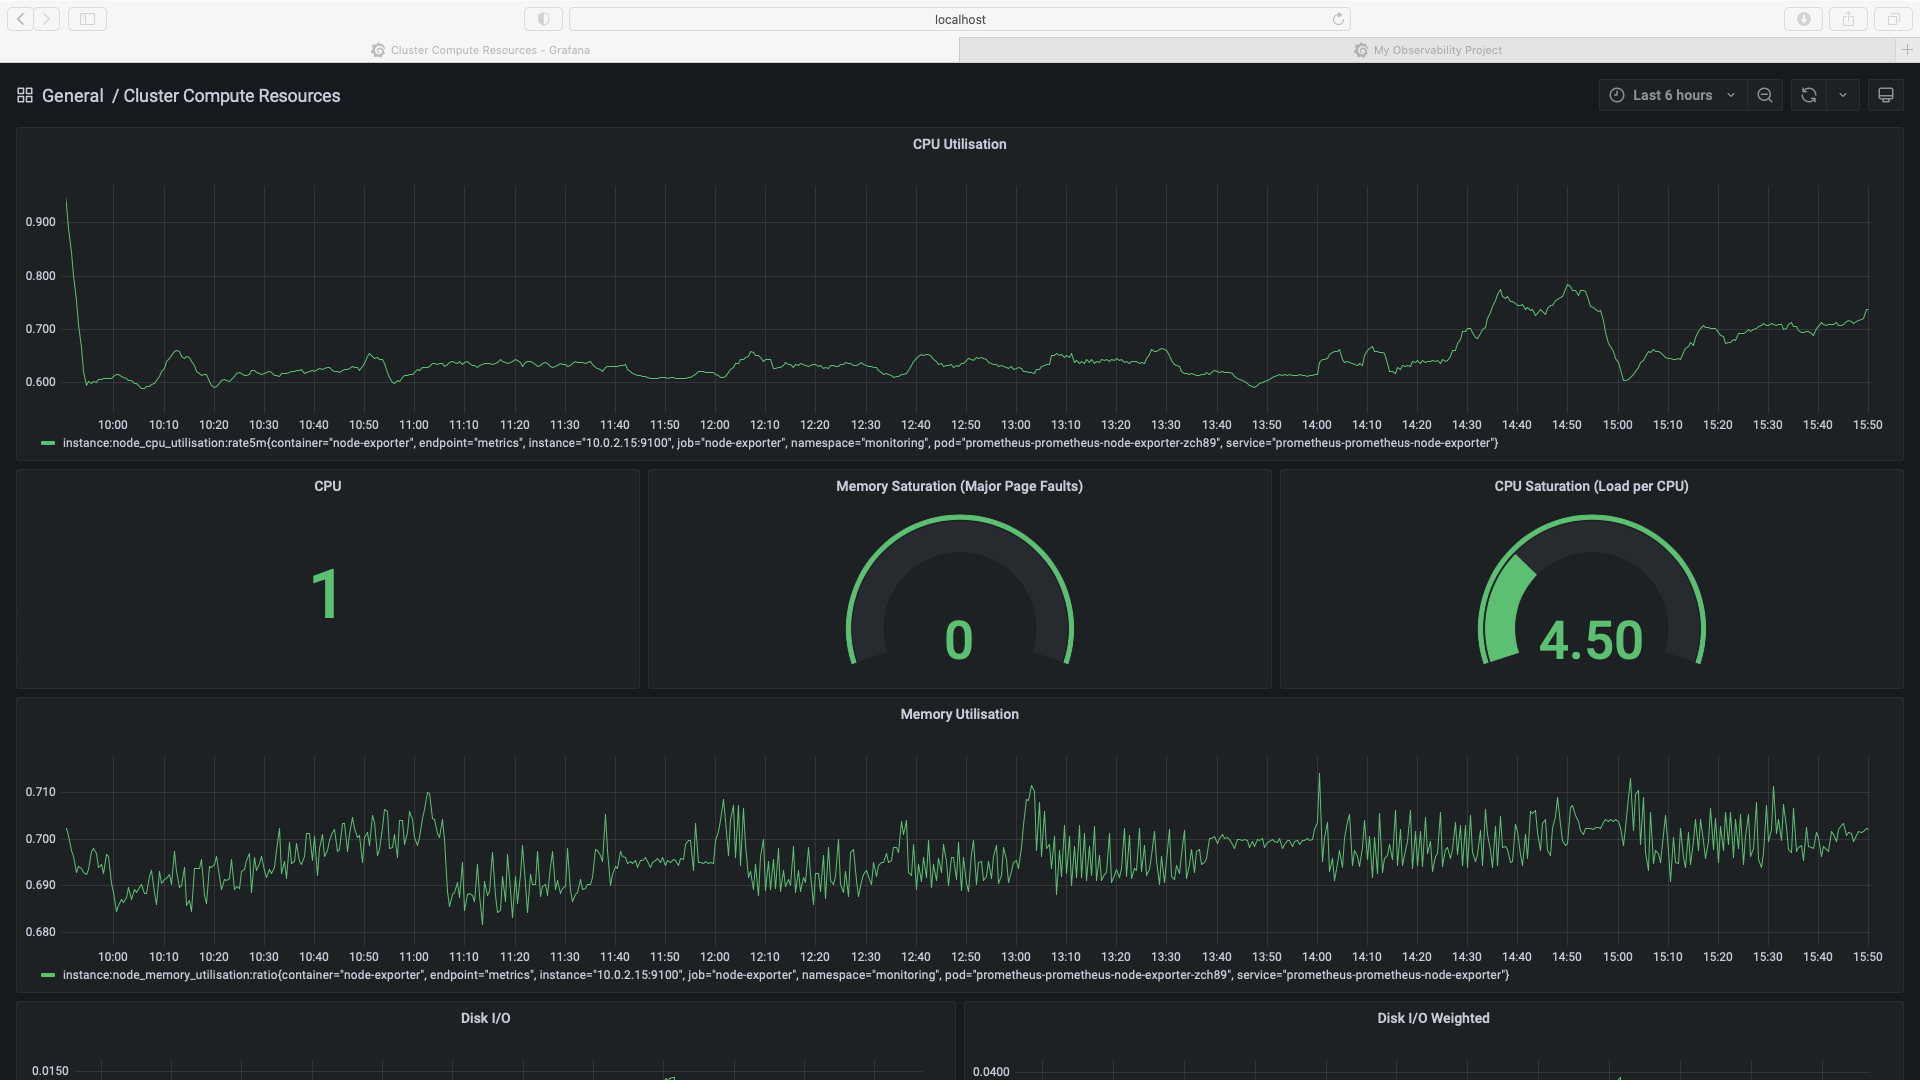 localhost
Cluster Compute Resources - Grafana
My Observability Project
General / Cluster Compute Resources
Last 6 hours
CPU Utilisation
0.900
0.800
0.700
0.600
10:00 10:10 10:20 10:30 10:40 10:50 11:00 11:10 11:20 11:30 11:40 11:50 12:00 12:10 12:20 12:30 12:40 12:50 13:00 13:10 13:20 13:30 13:40 13:50 14:00 14:10 14:20 14:30 14:40 14:50 15:00 15:10 15:20 15:30 15:40 15:50
instance:node_cpu_utilisation:rate5m{container="node-exporter", endpoint="metrics", instance="10.0.2.15:9100", job="node-exporter", namespace="monitoring", pod="prometheus-prometheus-node-exporter-zch89", service="prometheus-prometheus-node-exporter"}
CPU
1
Memory Saturation (Major Page Faults)
0
CPU Saturation (Load per CPU)
4.50
Memory Utilisation
0.710
0.700
0.690
0.680
10:00 10:10 10:20 10:30 10:40 10:50 11:00 11:10 11:20 11:30 11:40 11:50 12:00 12:10 12:20 12:30 12:40 12:50 13:00 13:10 13:20 13:30 13:40 13:50 14:00 14:10 14:20 14:30 14:40 14:50 15:00 15:10 15:20 15:30 15:40 15:50
instance:node_memory_utilisation:ratio{container="node-exporter", endpoint="metrics", instance="10.0.2.15:9100", job="node-exporter", namespace="monitoring", pod="prometheus-prometheus-node-exporter-zch89", service="prometheus-prometheus-node-exporter"}
Disk I/O
0.0150
Disk I/O Weighted
0.0400